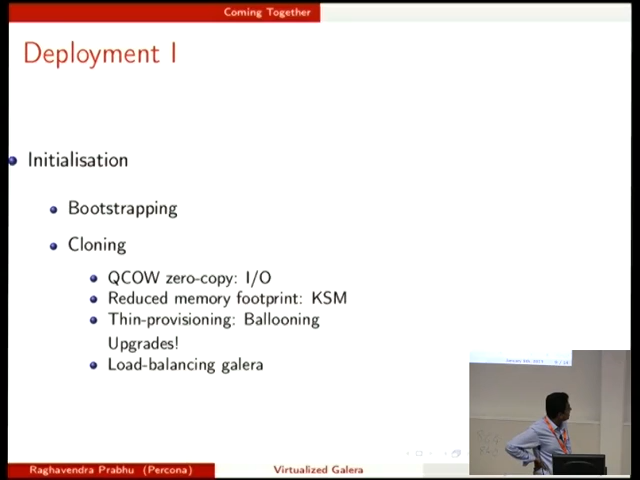 Coming Together
Deployment I
Initialisation
Bootstrapping
Cloning
QCOW zero-copy: I/O
Reduced memory footprint: KSM
Thin-provisioning: Ballooning
Upgrades!
Load-balancing galera
Raghavendra Prabhu (Percona)
Virtualized Galera